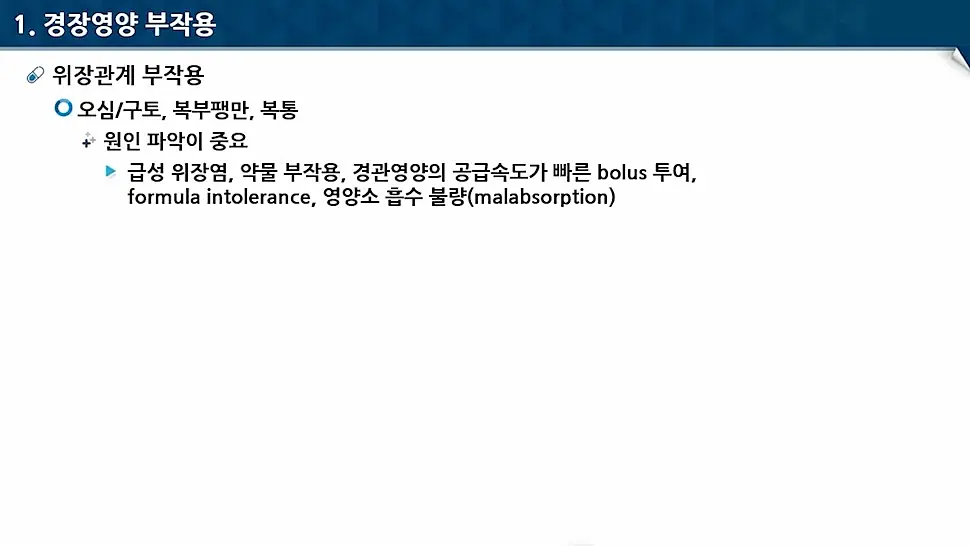 1. 경장영양 부작용
위장관계 부작용
오심/구토, 복부팽만, 복통
원인 파악이 중요
급성 위장염, 약물 부작용, 경관영양의 공급속도가 빠른 bolus 투여,
formula intolerance, 영양소 흡수 불량(malabsorption)